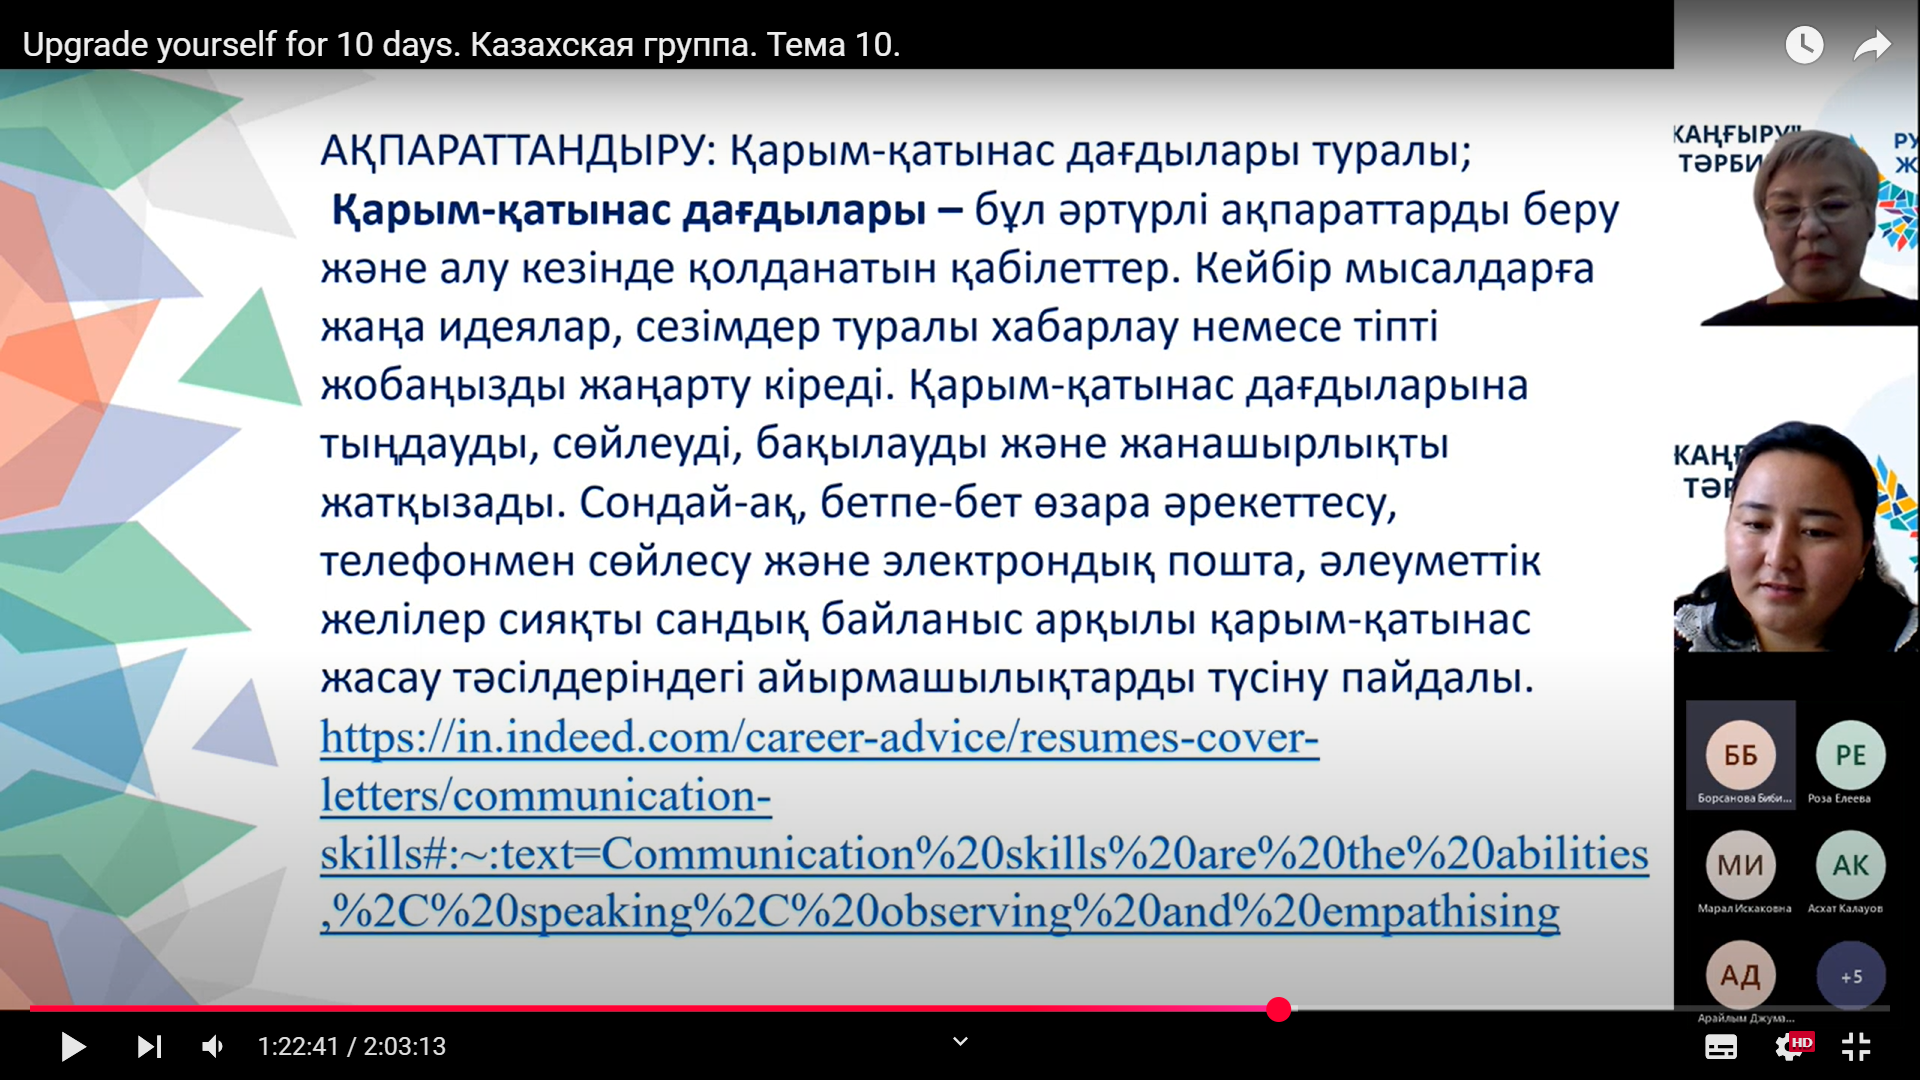 Upgrade yourself for 10 days. Казахская группа. Тема 10.
АҚПАРАТТАНДЫРУ: Қарым-қатынас дағдылары туралы;
Қарым-қатынас дағдылары – бұл әртүрлі ақпараттарды беру
және алу кезінде қолданатын қабілеттер. Кейбір мысалдарға
жаңа идеялар, сезімдер туралы хабарлау немесе тіпті
жобаңызды жаңарту кіреді. Қарым-қатынас дағдыларына
тыңдауды, сөйлеуді, бақылауды және жанашырлықты
жатқызады. Сондай-ақ, бетпе-бет өзара әрекеттесу,
телефонмен сөйлесу және электрондық пошта, әлеуметтік
желілер сияқты сандық байланыс арқылы қарым-қатынас
жасау тәсілдеріндегі айырмашылықтарды түсіну пайдалы.
https://in.indeed.com/career-advice/resumes-cover-
letters/communication-
skills#:~:text=Communication%20skills%20are%20the%20abilities
,%2C%20speaking%2C%20observing%20and%20empathising
ЖАҢҒЫРУ"
ББ
РЕ
Борсанова Биби...
Роза Елеева
МИ
АК
Марал Искаковна
Асхат Калауов
АД
+5
Арайлым Джума...
1:22:41 / 2:03:13
HD